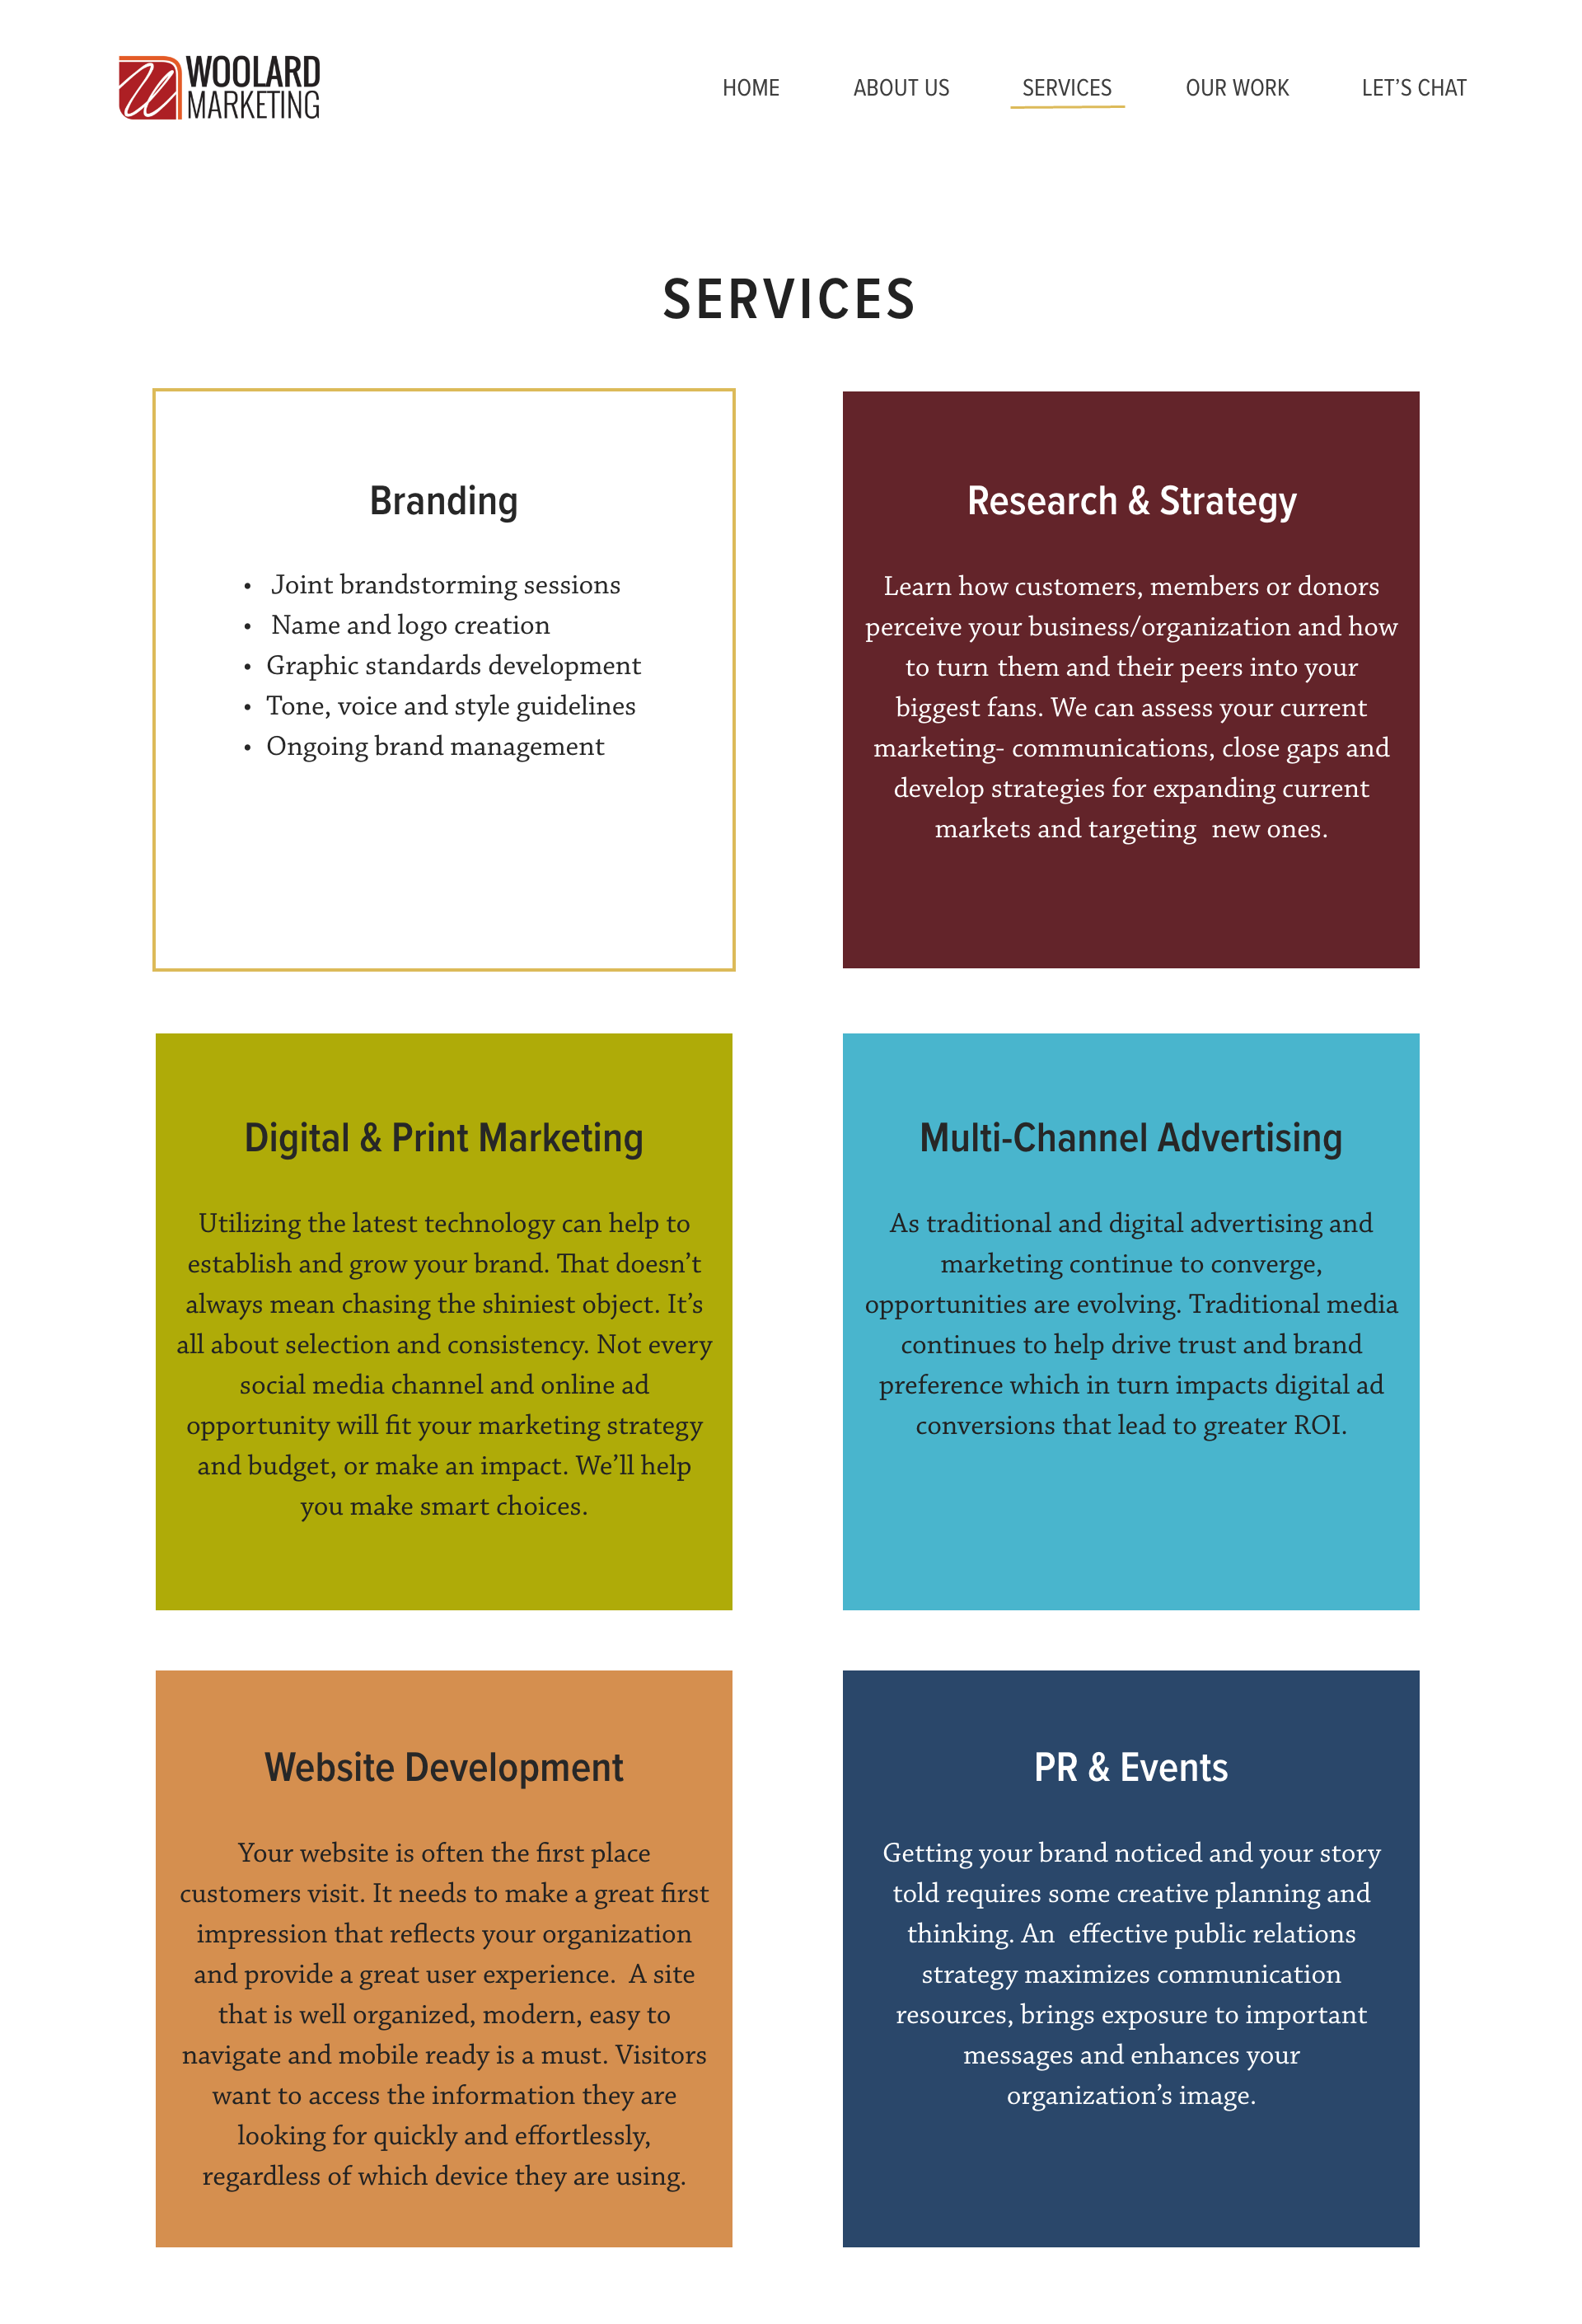 WOOLARD
MARKETING
HOME
ABOUT US
SERVICES
OUR WORK
LET’S CHAT
SERVICES
Branding
• Joint brandstorming sessions
• Name and logo creation
• Graphic standards development
• Tone, voice and style guidelines
• Ongoing brand management
Research & Strategy
Learn how customers, members or donors
perceive your business/organization and how
to turn them and their peers into your
biggest fans. We can assess your current
marketing- communications, close gaps and
develop strategies for expanding current
markets and targeting  new ones.
Digital & Print Marketing
Utilizing the latest technology can help to
establish and grow your brand. That doesn’t
always mean chasing the shiniest object. It’s
all about selection and consistency. Not every
social media channel and online ad
opportunity will fit your marketing strategy
and budget, or make an impact. We’ll help
you make smart choices.
Multi-Channel Advertising
As traditional and digital advertising and
marketing continue to converge,
opportunities are evolving. Traditional media
continues to help drive trust and brand
preference which in turn impacts digital ad
conversions that lead to greater ROI.
Website Development
Your website is often the first place
customers visit. It needs to make a great first
impression that reflects your organization
and provide a great user experience.  A site
that is well organized, modern, easy to
navigate and mobile ready is a must. Visitors
want to access the information they are
looking for quickly and effortlessly,
regardless of which device they are using.
PR & Events
Getting your brand noticed and your story
told requires some creative planning and
thinking. An  effective public relations
strategy maximizes communication
resources, brings exposure to important
messages and enhances your
organization’s image.